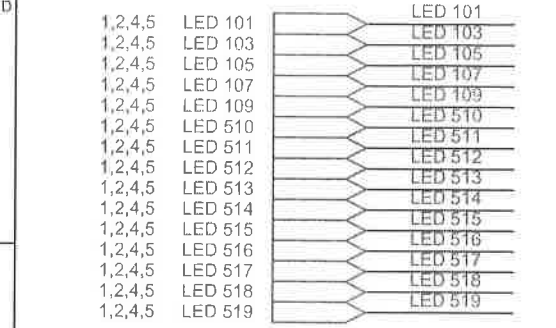 D
1,2,4,5 LED 101 LED 101
1,2,4,5 LED 103 LED 103
1,2,4,5 LED 105 LED 105
1,2,4,5 LED 107 LED 107
1,2,4,5 LED 109 LED 109
1,2,4,5 LED 510 LED 510
1,2,4,5 LED 511 LED 511
1,2,4,5 LED 512 LED 512
1,2,4,5 LED 513 LED 513
1,2,4,5 LED 514 LED 514
1,2,4,5 LED 515 LED 515
1,2,4,5 LED 516 LED 516
1,2,4,5 LED 517 LED 517
1,2,4,5 LED 518 LED 518
1,2,4,5 LED 519 LED 519